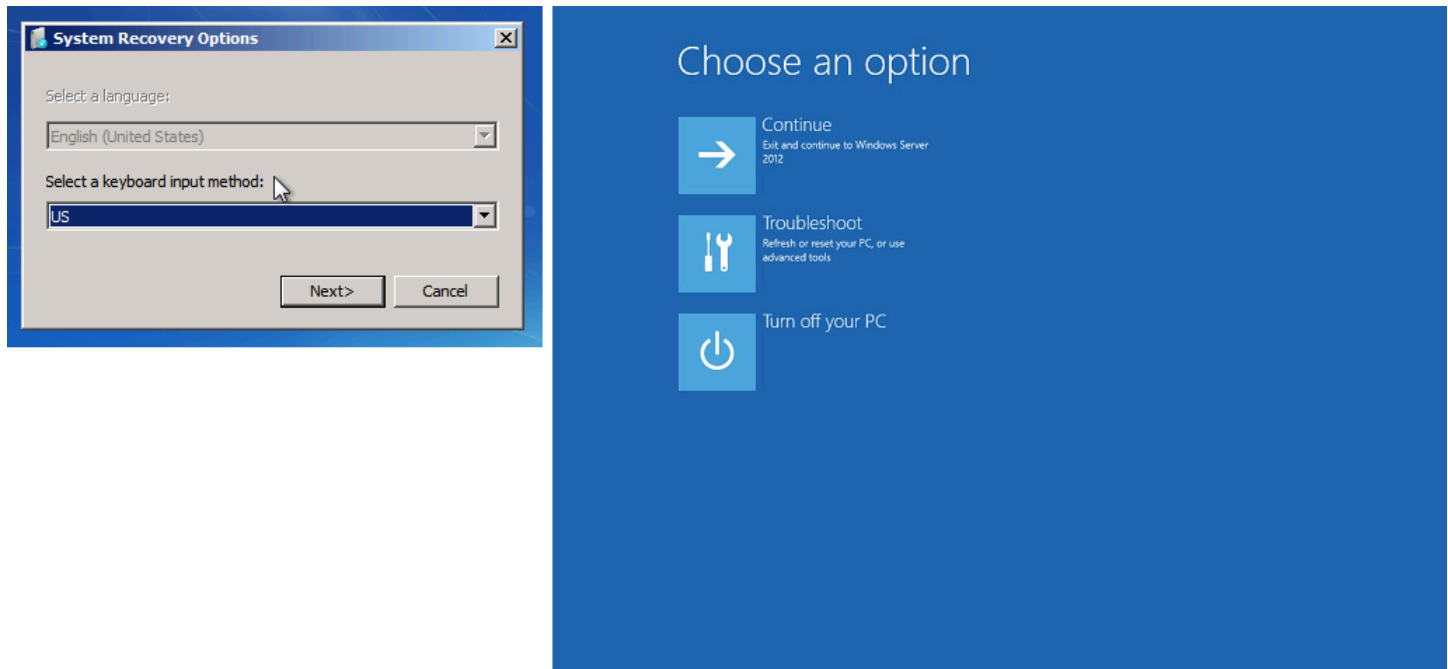 System Recovery Options
Select a language:
English (United States)
Select a keyboard input method:
US
Next>
Cancel
Choose an option
Continue
Exit and continue to Windows Server
2012
Troubleshoot
Refresh or reset your PC, or use
advanced tools
Turn off your PC